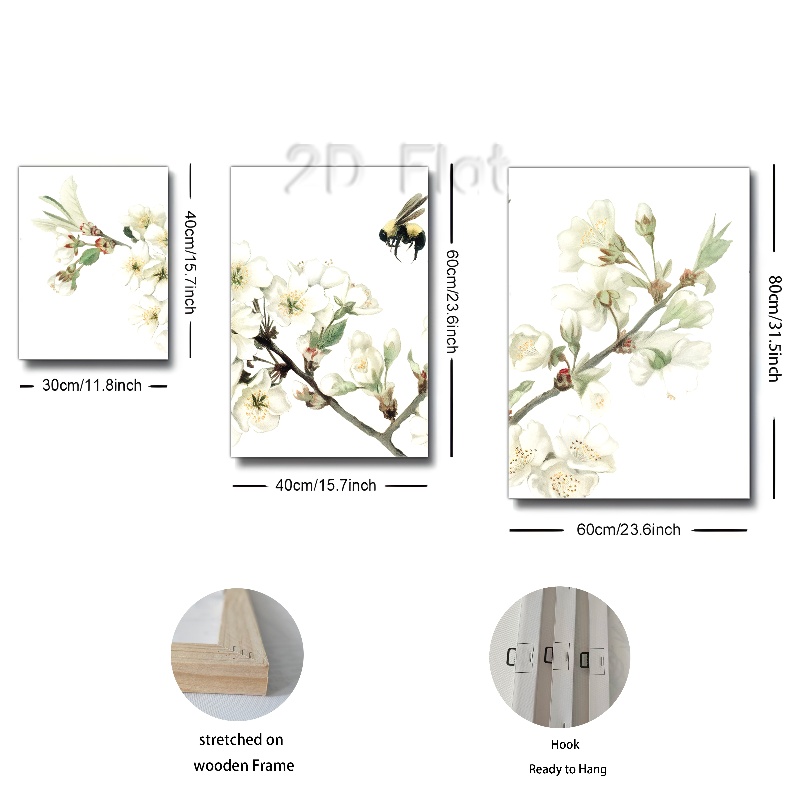 2D Flat
40cm/15.7inch
60cm/23.6inch
80cm/31.5inch
30cm/11.8inch
40cm/15.7inch
60cm/23.6inch
stretched on
wooden Frame
Hook
Ready to Hang